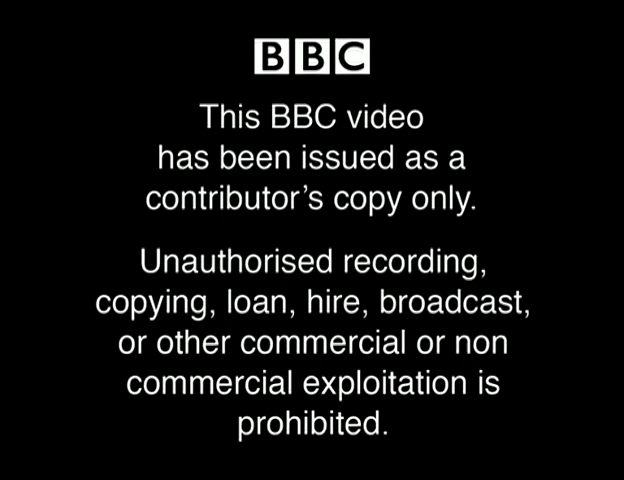 BBC
This BBC video
has been issued as a
contributor's copy only.
Unauthorised recording,
copying, loan, hire, broadcast,
or other commercial or non
commercial exploitation is
prohibited.